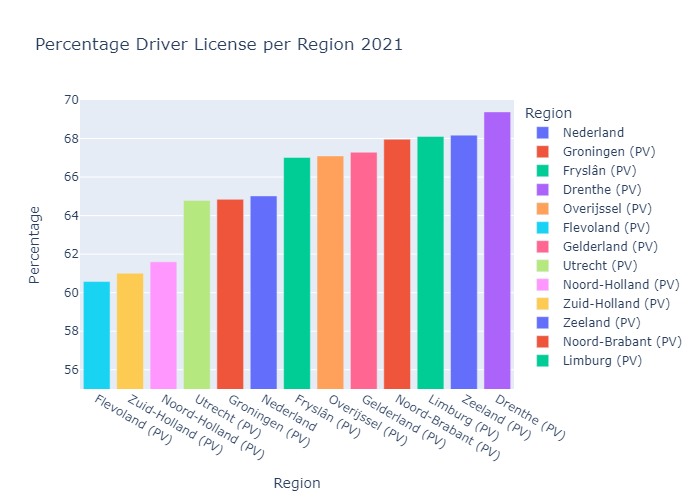 Percentage Driver License per Region 2021
Percentage
70
68
66
64
62
60
58
56
Flevoland (PV)
Zuid-Holland (PV)
Noord-Holland (PV)
Utrecht (PV)
Groningen (PV)
Nederland
Fryslân (PV)
Overijssel (PV)
Gelderland (PV)
Noord-Brabant (PV)
Limburg (PV)
Zeeland (PV)
Drenthe (PV)
Region
Region
Nederland
Groningen (PV)
Fryslân (PV)
Drenthe (PV)
Overijssel (PV)
Flevoland (PV)
Gelderland (PV)
Utrecht (PV)
Noord-Holland (PV)
Zuid-Holland (PV)
Zeeland (PV)
Noord-Brabant (PV)
Limburg (PV)